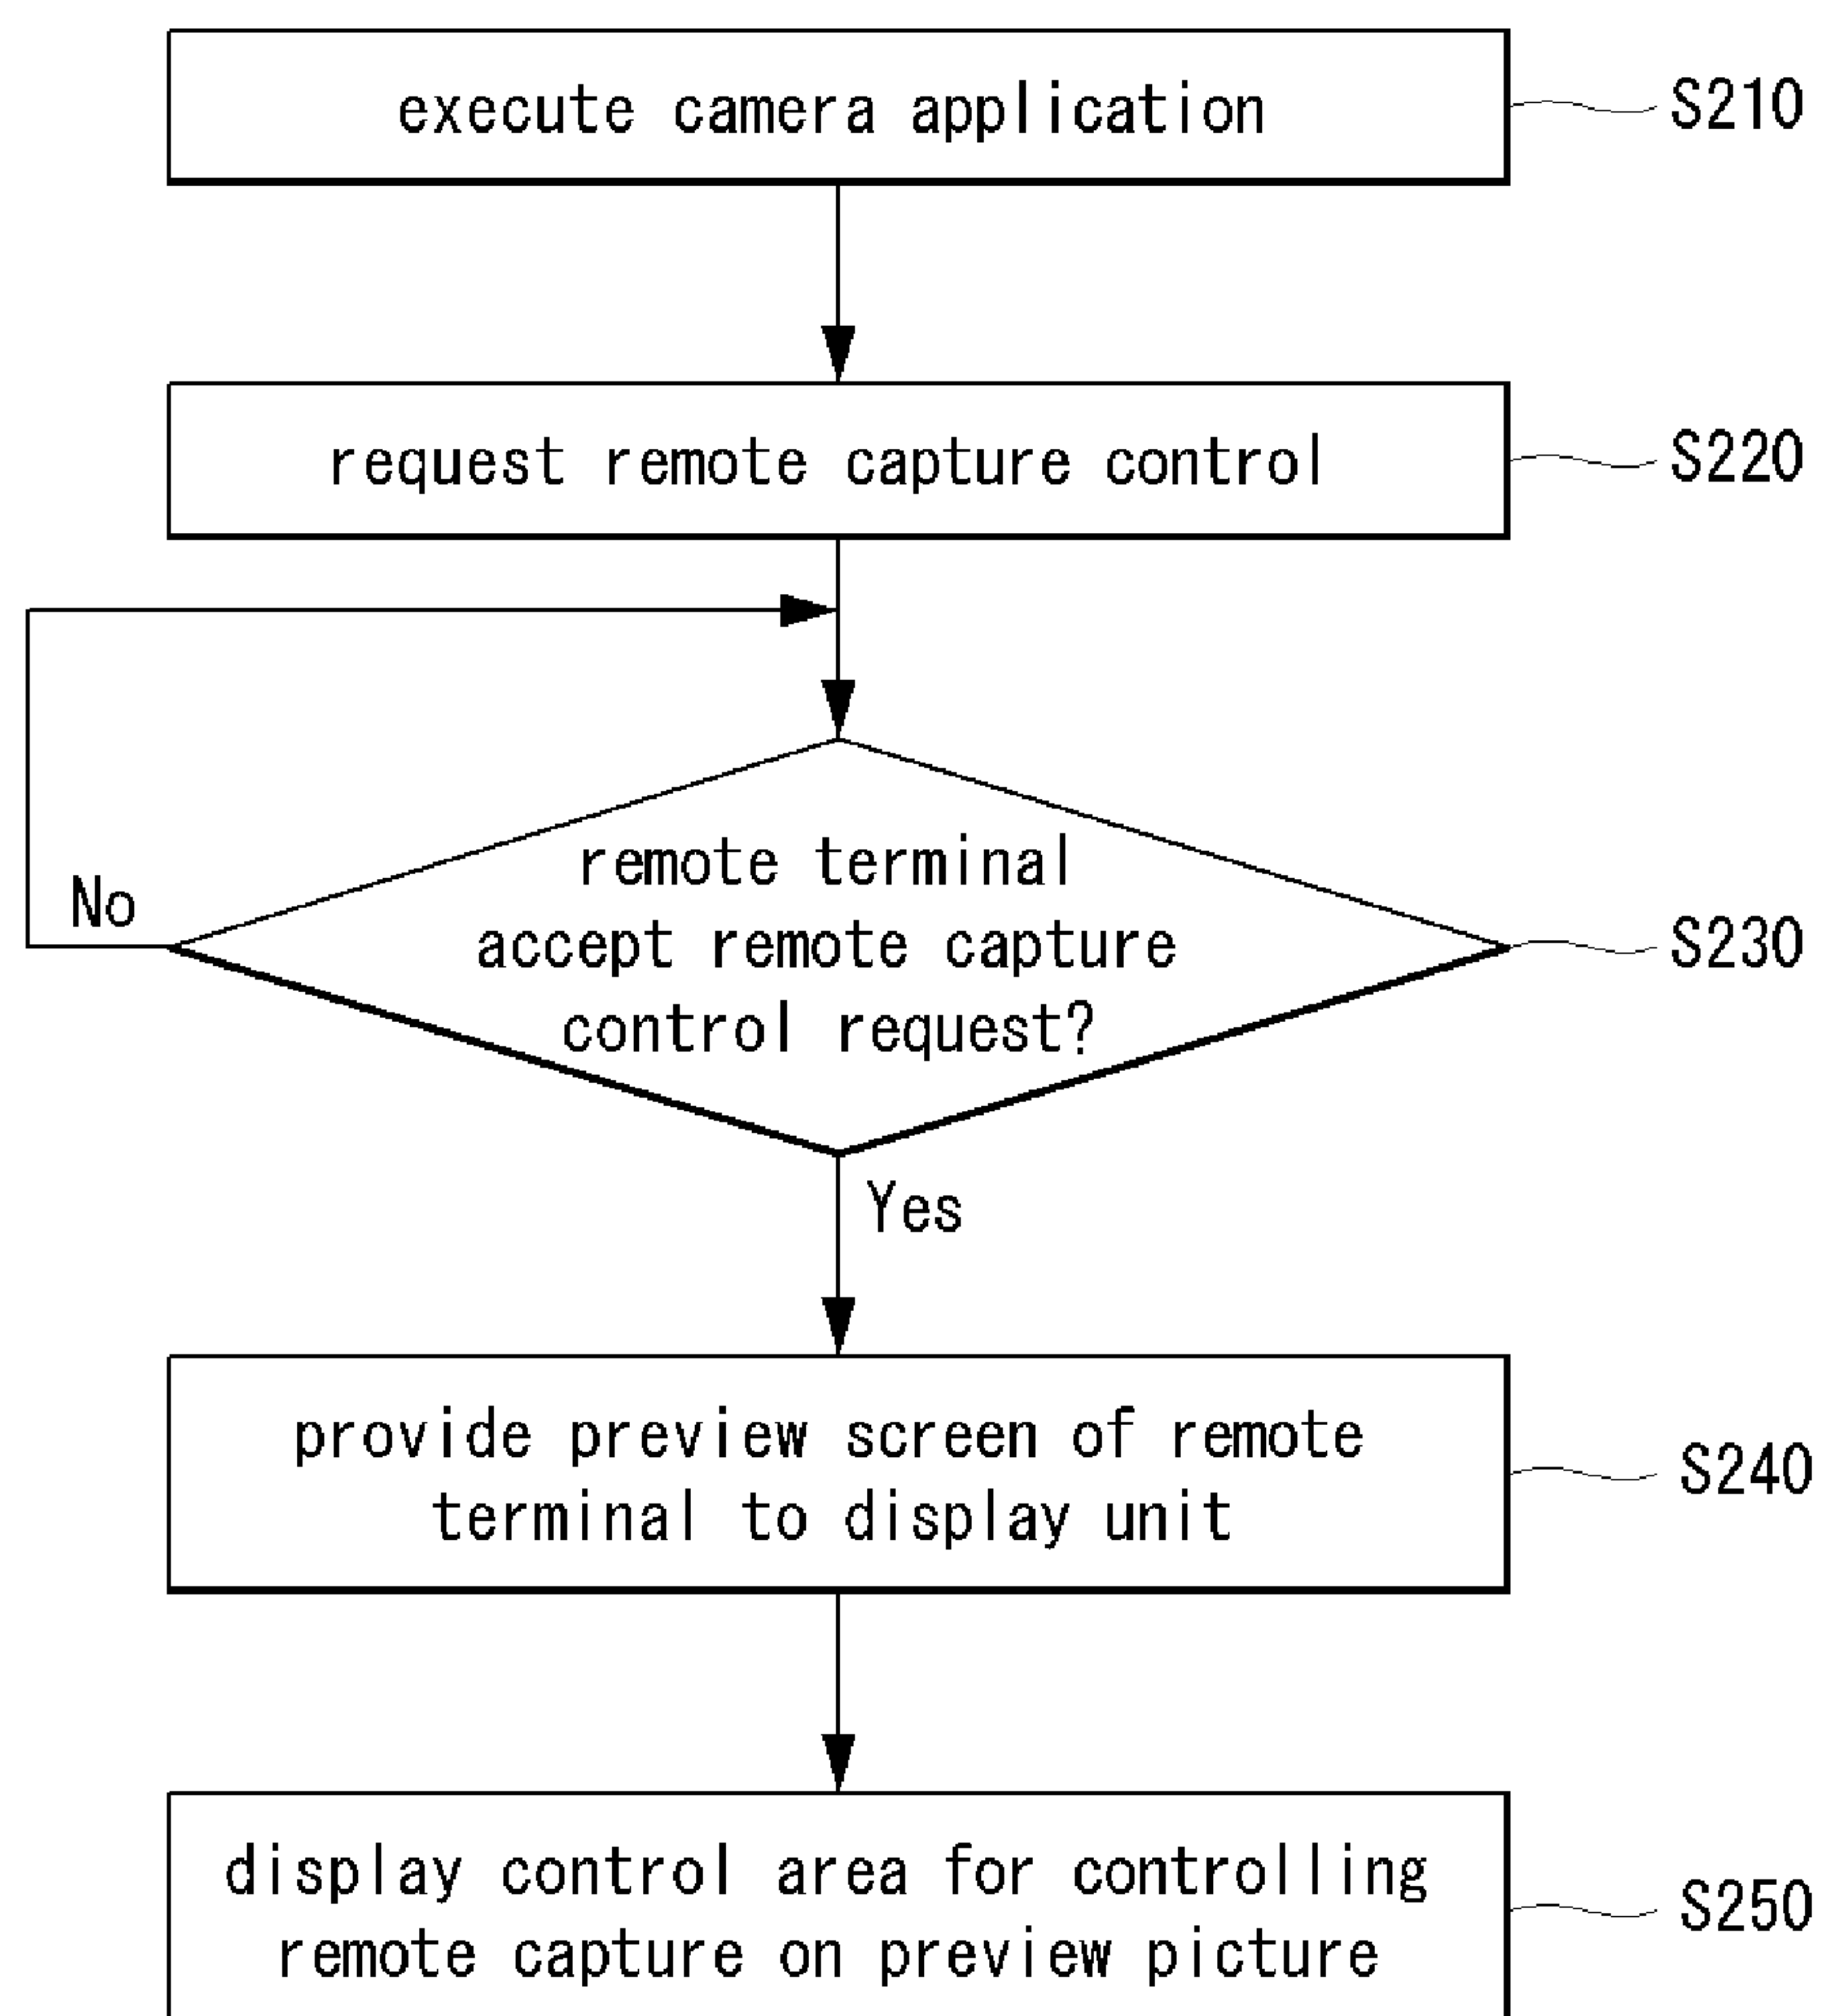 execute camera application
S210
request remote capture control
S220
remote terminal
accept remote capture
control request?
No
S230
Yes
provide preview screen of remote
terminal to display unit
S240
display control area for controlling
remote capture on preview picture
S250